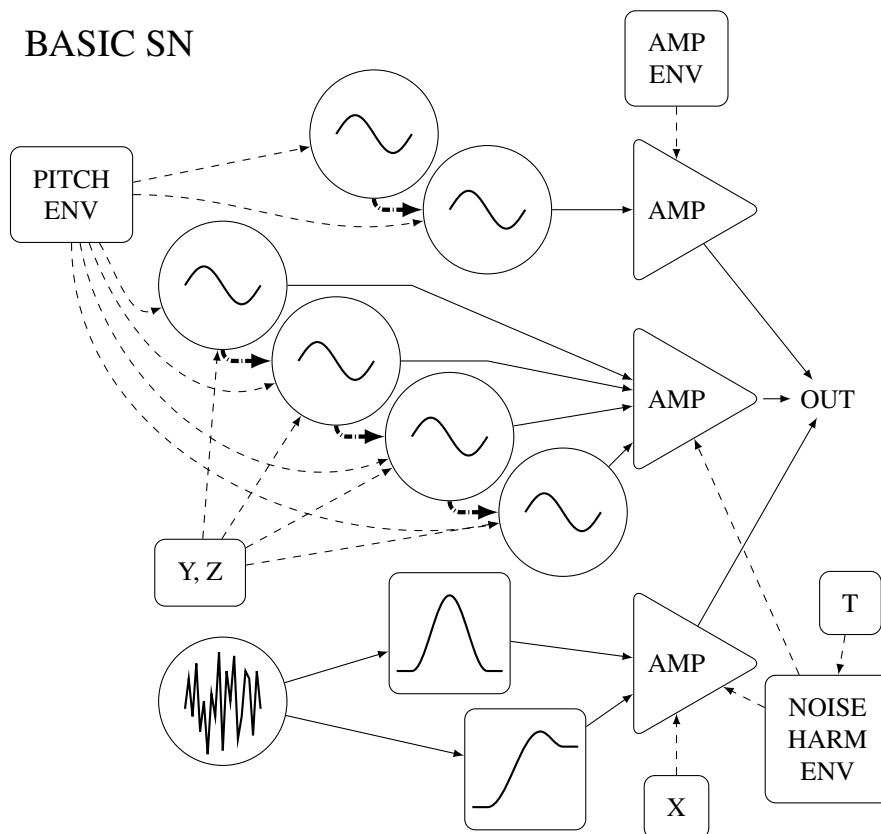 BASIC SN
AMP
ENV
PITCH
ENV
AMP
AMP
OUT
Y, Z
T
AMP
NOISE
HARM
ENV
X